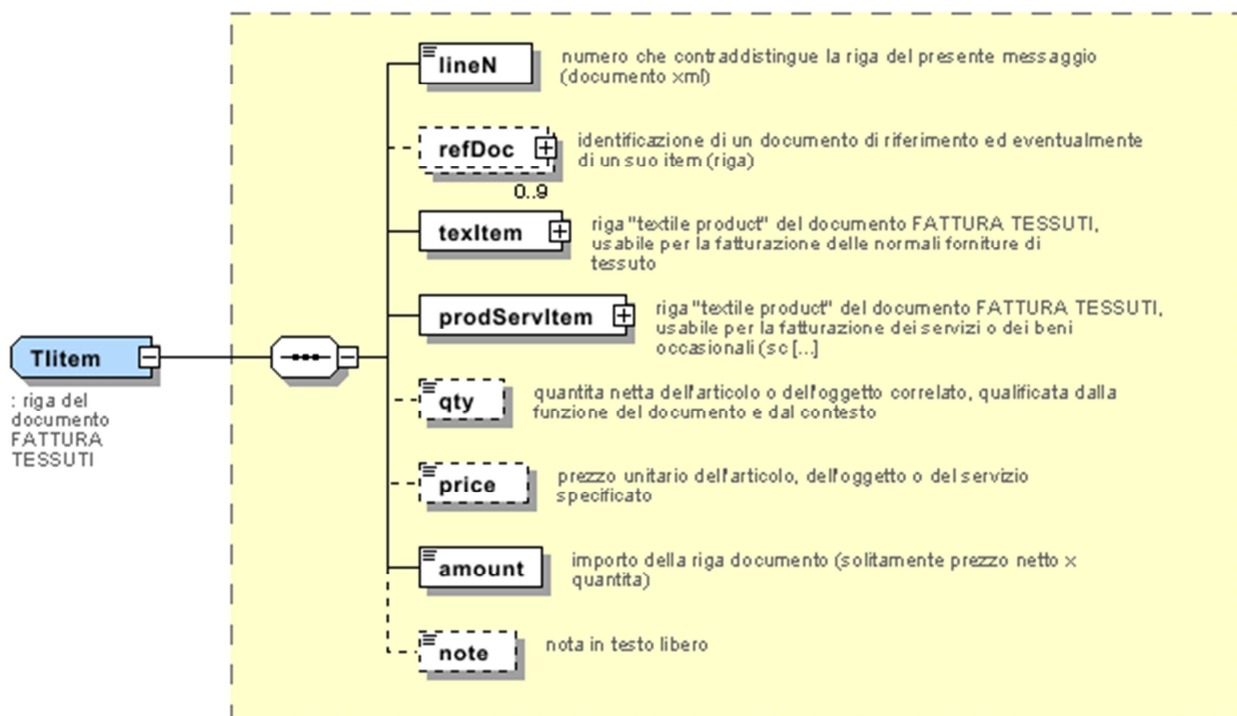 lineN
numero che contraddistingue la riga del presente messaggio
(documento xml)
refDoc
identificazione di un documento di riferimento ed eventualmente
di un suo item (riga)
0..9
texItem
riga "textile product" del documento FATTURA TESSUTI,
usabile per la fatturazione delle normali forniture di
tessuto
prodServItem
riga "textile product" del documento FATTURA TESSUTI,
usabile per la fatturazione dei servizi o dei beni
occasionali (sc [...]
TIitem
: riga del
documento
FATTURA
TESSUTI
qty
quantita netta dell'articolo o dell'oggetto correlato, qualificata dalla
funzione del documento e dal contesto
price
prezzo unitario dell'articolo, dell'oggetto o del servizio
specificato
amount
importo della riga documento (solitamente prezzo netto x
quantita)
note
nota in testo libero